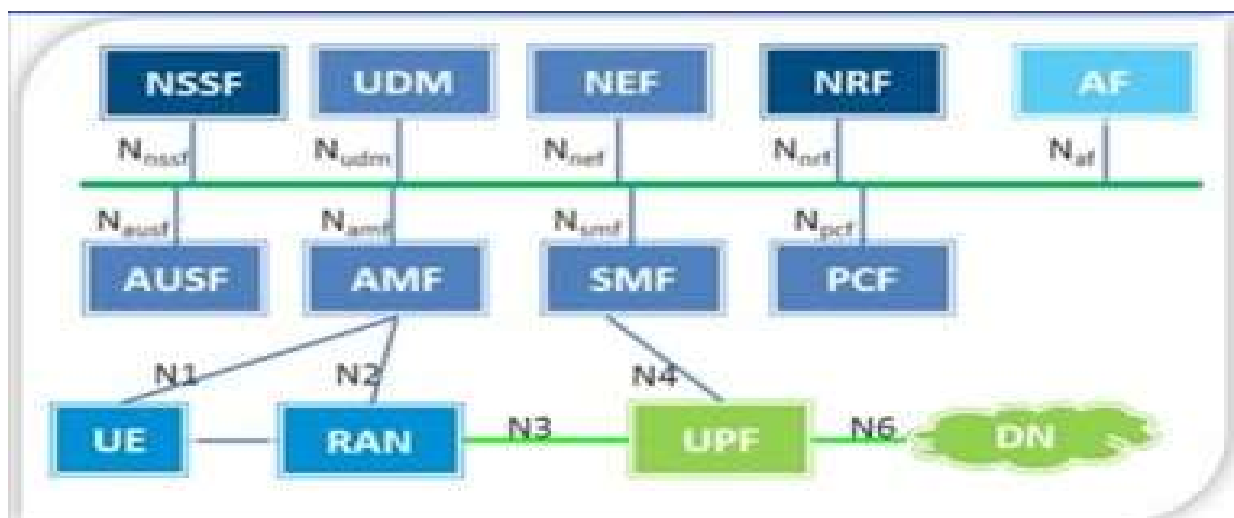 NSSF UDM NEF NRF AF
Nnssf Nudm Nnef Nnrf Naf
Nausf Namf Nsmf Npcf
AUSF AMF SMF PCF
N1 N2 N4
UE RAN N3 UPF N6 DN